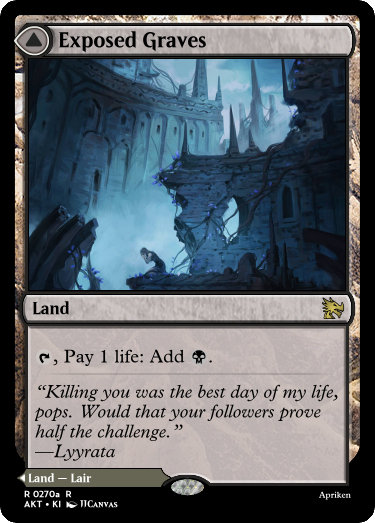 Exposed Graves
Land
, Pay 1 life: Add .
“Killing you was the best day of my life,
pops. Would that your followers prove
half the challenge.”
—Lyyrata
Land — Lair
R 0270a R
AKT • KI JJCanvas
Apriken